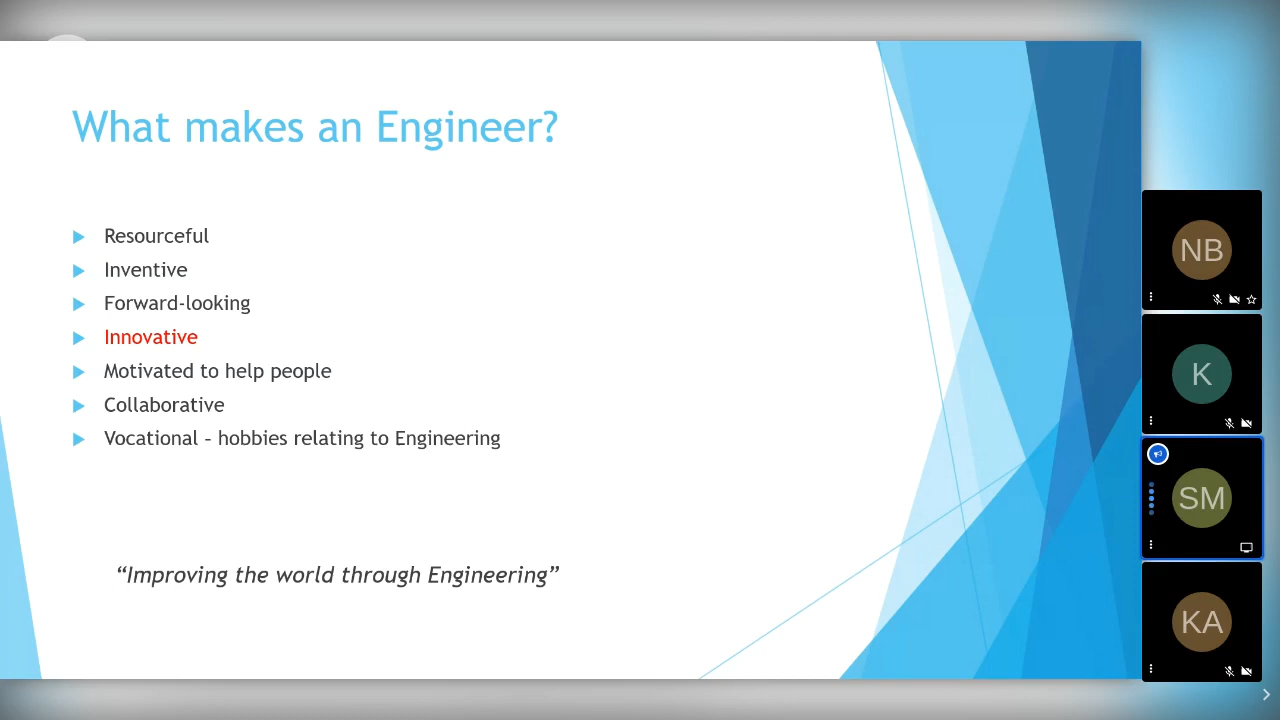 What makes an Engineer?
Resourceful
Inventive
Forward-looking
Innovative
Motivated to help people
Collaborative
Vocational – hobbies relating to Engineering
“Improving the world through Engineering”
NB
K
SM
KA